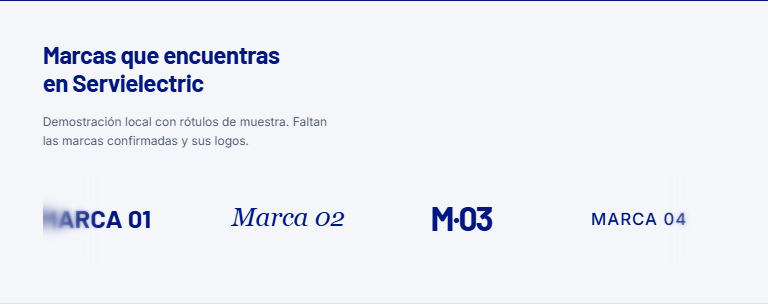 Marcas que encuentras
en Servielectric
Demostración local con rótulos de muestra. Faltan
las marcas confirmadas y sus logos.
MARCA 01 Marca 02 M·03 MARCA 04